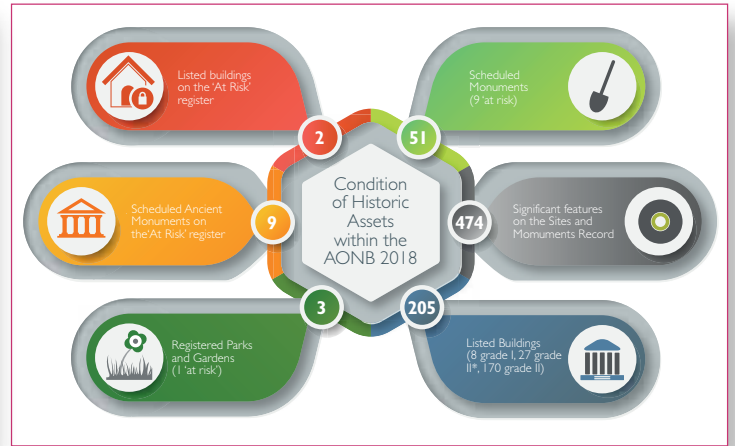 Listed buildings
on the 'At Risk'
register
2
Scheduled
Monuments
(9 'at risk)
51
Condition
of Historic
Assets
within the
AONB 2018
Scheduled Ancient
Monuments on
the'At Risk' register
9
474
Significant features
on the Sites and
Momuments Record
3
Registered Parks
and Gardens
(1 'at risk')
205
Listed Buildings
(8 grade I, 27 grade
II*, 170 grade II)